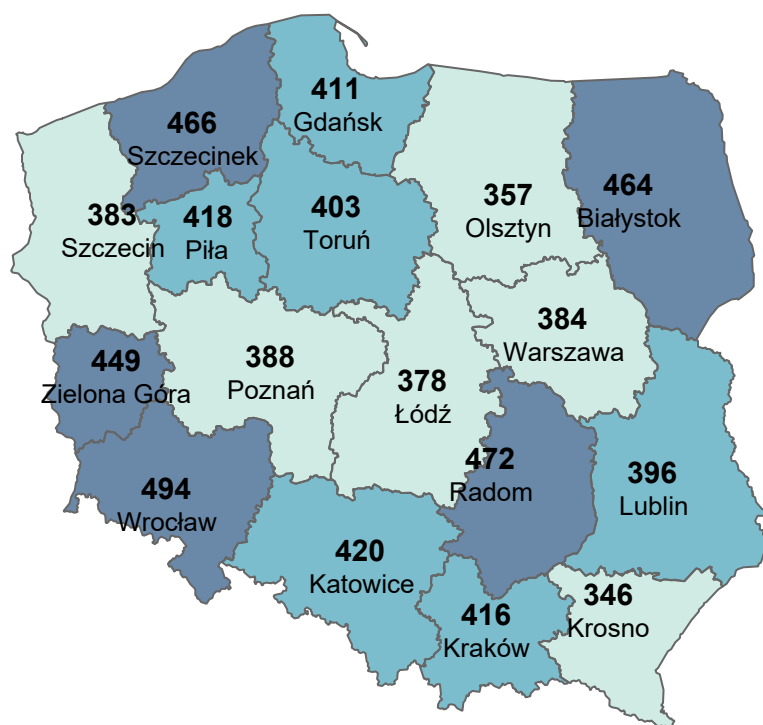 411
Gdańsk
466
Szczecinek
357
Olsztyn
464
Białystok
383
Szczecin
418
Piła
403
Toruń
384
Warszawa
449
Zielona Góra
388
Poznań
378
Łódź
472
Radom
396
Lublin
494
Wrocław
420
Katowice
416
Kraków
346
Krosno